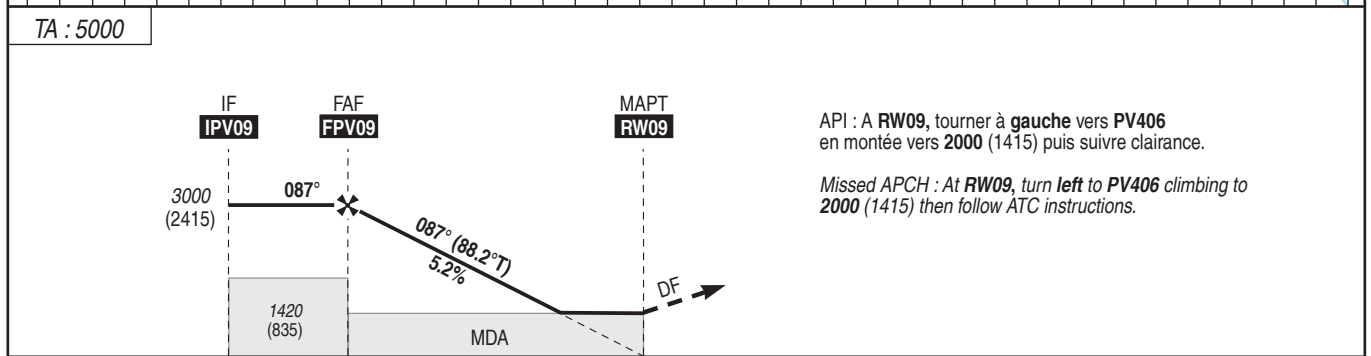 TA : 5000
IF
IPV09
FAF
FPV09
MAPT
RW09
3000
(2415)
087°
087° (88.2°T)
5.2%
DF
1420
(835)
MDA
API : A RW09, tourner à gauche vers PV406
en montée vers 2000 (1415) puis suivre clairance.
Missed APCH : At RW09, turn left to PV406 climbing to
2000 (1415) then follow ATC instructions.